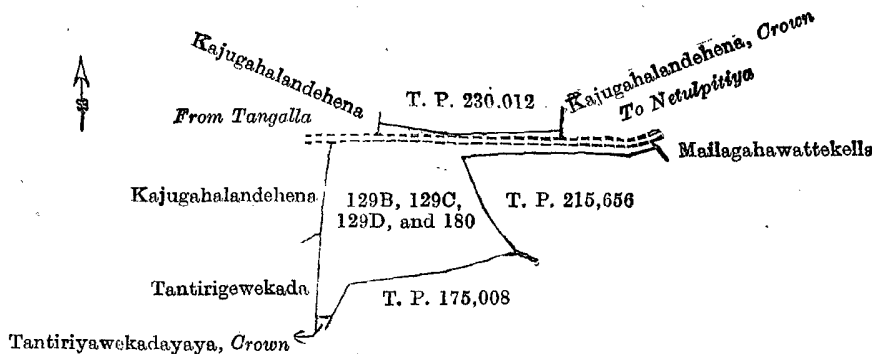 Kajugahalandehena
Kajugahalandehena, Crown
T. P. 230.012
To Netulpitiya
From Tangalla
Mailagahawattekella
Kajugahalandehena
129B, 129C,
129D, and 180
T. P. 215,656
Tantirigewekada
T. P. 175,008
Tantiriyawekadayaya, Crown